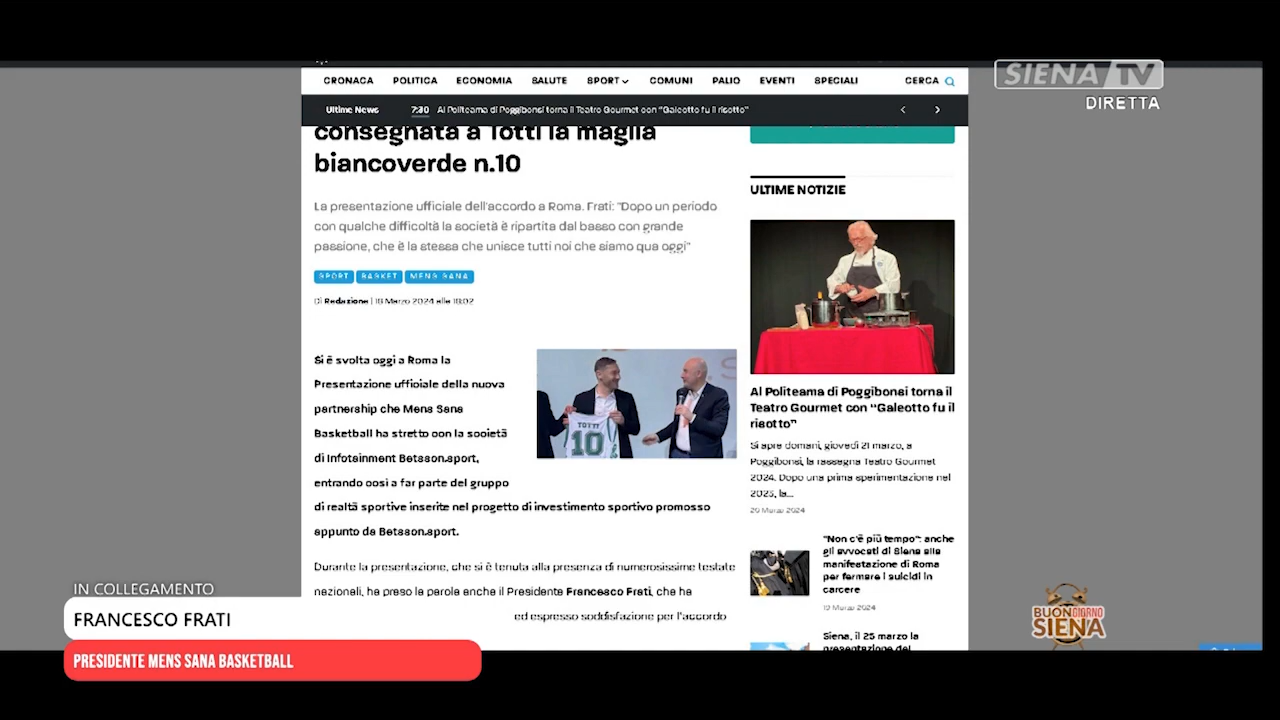 CRONACA POLITICA ECONOMIA SALUTE SPORT COMUNI PALIO EVENTI SPECIALI CERCA
SIENA TV
DIRETTA
Ultime News 7:30 Al Politeama di Poggibonsi torna il Teatro Gourmet con “Galeotto fu il risotto”
consegnata a Totti la maglia
biancoverde n.10
La presentazione ufficiale dell'accordo a Roma. Frati: "Dopo un periodo
con qualche difficoltà la società è ripartita dal basso con grande
passione, che è la stessa che unisce tutti noi che siamo qua oggi"
SPORT BASKET MENS SANA
Di Redazione | 18 Marzo 2024 alle 18:02
Si è svolta oggi a Roma la
Presentazione ufficiale della nuova
partnership che Mens Sana
Basketball ha stretto con la società
di Infotainment Betsson.sport,
entrando così a far parte del gruppo
di realtà sportive inserite nel progetto di investimento sportivo promosso
appunto da Betsson.sport.
TOTTI
10
Durante la presentazione, che si è tenuta alla presenza di numerosissime testate
nazionali, ha preso la parola anche il Presidente Francesco Frati, che ha
ed espresso soddisfazione per l'accordo
ULTIME NOTIZIE
Al Politeama di Poggibonsi torna il
Teatro Gourmet con “Galeotto fu il
risotto”
Si apre domani, giovedì 21 marzo, a
Poggibonsi, la rassegna Teatro Gourmet
2024. Dopo una prima sperimentazione nel
2023, la...
20 Marzo 2024
"Non c'è più tempo": anche
gli avvocati di Siena alla
manifestazione di Roma
per fermare i suicidi in
carcere
19 Marzo 2024
Siena, il 25 marzo la
presentazione del
IN COLLEGAMENTO
FRANCESCO FRATI
PRESIDENTE MENS SANA BASKETBALL
BUONGIORNO
SIENA